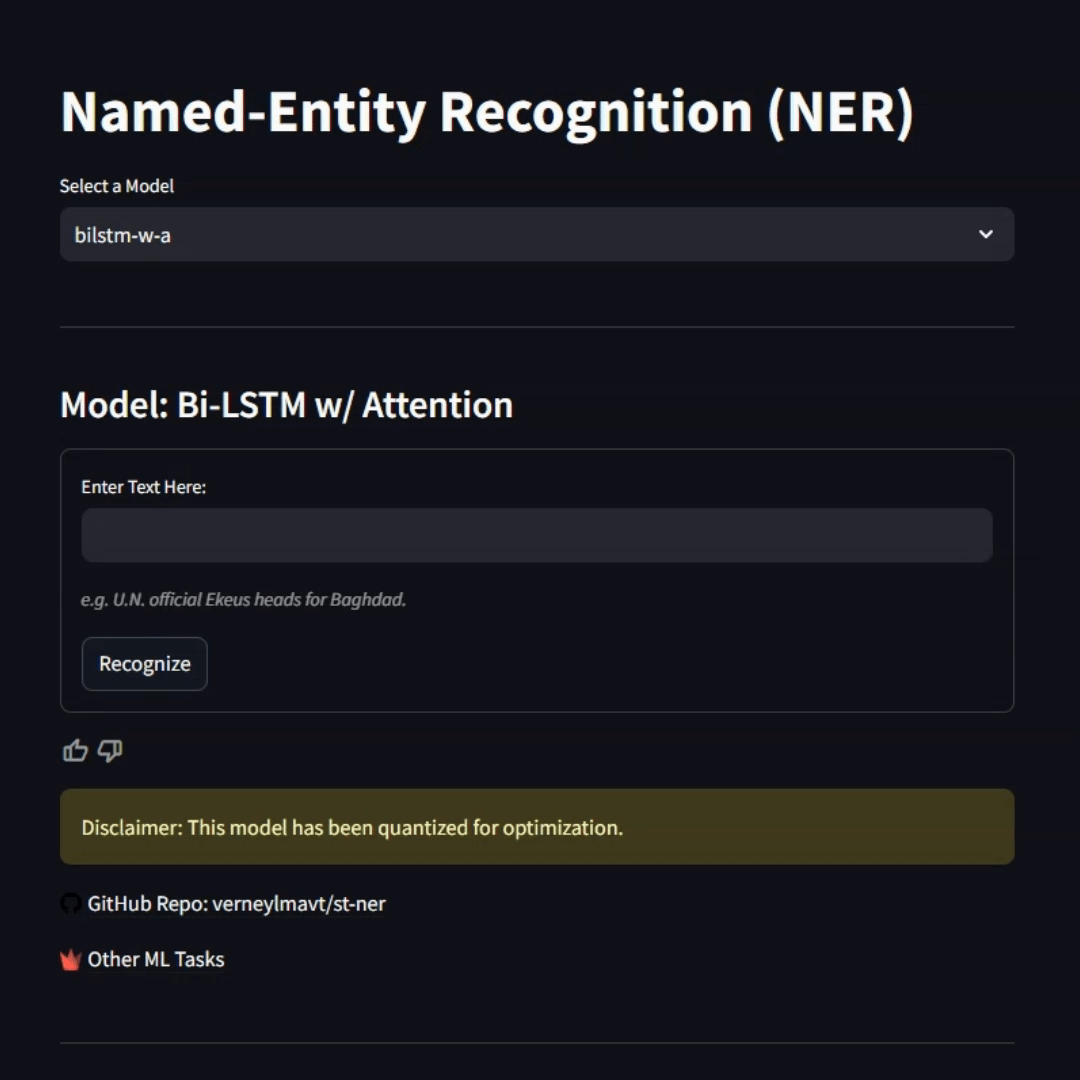 Named-Entity Recognition (NER)
Select a Model
bilstm-w-a
Model: Bi-LSTM w/ Attention
Enter Text Here:
e.g. U.N. official Ekeus heads for Baghdad.
Recognize
Disclaimer: This model has been quantized for optimization.
GitHub Repo: verneylmavt/st-ner
Other ML Tasks